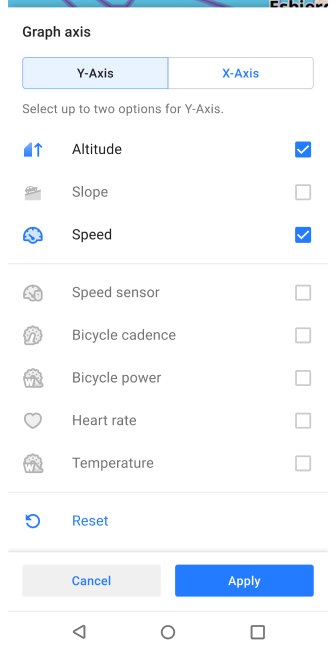 Graph axis
Y-Axis X-Axis
Select up to two options for Y-Axis.
Altitude
Slope
Speed
Speed sensor
Bicycle cadence
Bicycle power
Heart rate
Temperature
Reset
Cancel Apply